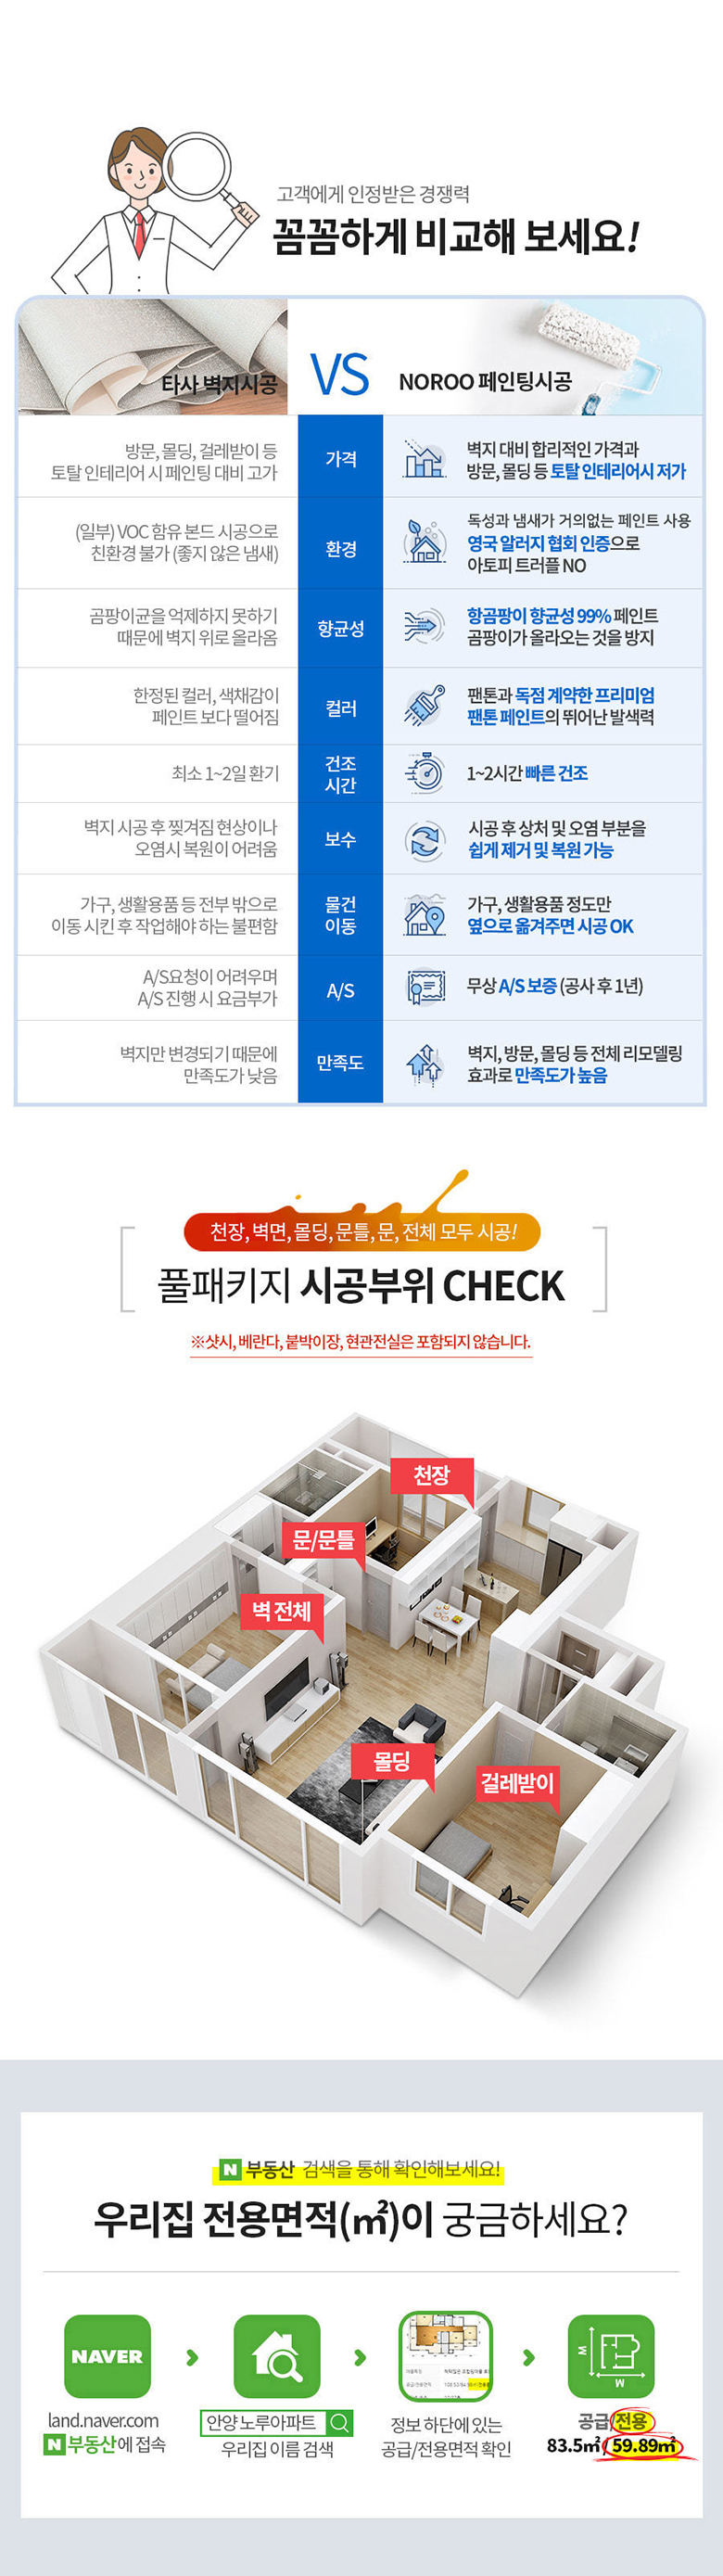 고객에게 인정받은 경쟁력
꼼꼼하게 비교해 보세요!
타사 벽지시공
VS
NOROO 페인팅시공
방문, 몰딩, 걸레받이 등
토탈 인테리어 시 페인팅 대비 고가
가격
벽지 대비 합리적인 가격과
방문, 몰딩 등 토탈 인테리어시 저가
(일부) VOC 함유 본드 시공으로
친환경 불가 (좋지 않은 냄새)
환경
독성과 냄새가 거의없는 페인트 사용
영국 알러지 협회 인증으로
아토피 트러플 NO
곰팡이균을 억제하지 못하기
때문에 벽지 위로 올라옴
향균성
항곰팡이 향균성 99% 페인트
곰팡이가 올라오는 것을 방지
한정된 컬러, 색채감이
페인트 보다 떨어짐
컬러
팬톤과 독점 계약한 프리미엄
팬톤 페인트의 뛰어난 발색력
최소 1~2일 환기
건조
시간
1~2시간 빠른 건조
벽지 시공 후 찢겨짐 현상이나
오염시 복원이 어려움
보수
시공 후 상처 및 오염 부분을
쉽게 제거 및 복원 가능
가구, 생활용품 등 전부 밖으로
이동 시킨 후 작업해야 하는 불편함
물건
이동
가구, 생활용품 정도만
옆으로 옮겨주면 시공 OK
A/S요청이 어려우며
A/S 진행 시 요금부가
A/S
무상 A/S 보증 (공사 후 1년)
벽지만 변경되기 때문에
만족도가 낮음
만족도
벽지, 방문, 몰딩 등 전체 리모델링
효과로 만족도가 높음
천장, 벽면, 몰딩, 문틀, 문, 전체 모두 시공!
풀패키지 시공부위 CHECK
※샷시, 베란다, 붙박이장, 현관전실은 포함되지 않습니다.
천장
문/문틀
벽 전체
몰딩
걸레받이
N 부동산 검색을 통해 확인해보세요!
우리집 전용면적(㎡)이 궁금하세요?
NAVER
land.naver.com
N 부동산에 접속
안양 노루아파트
우리집 이름 검색
정보 하단에 있는
공급/전용면적 확인
M
M
공급/전용
83.5㎡/59.89㎡